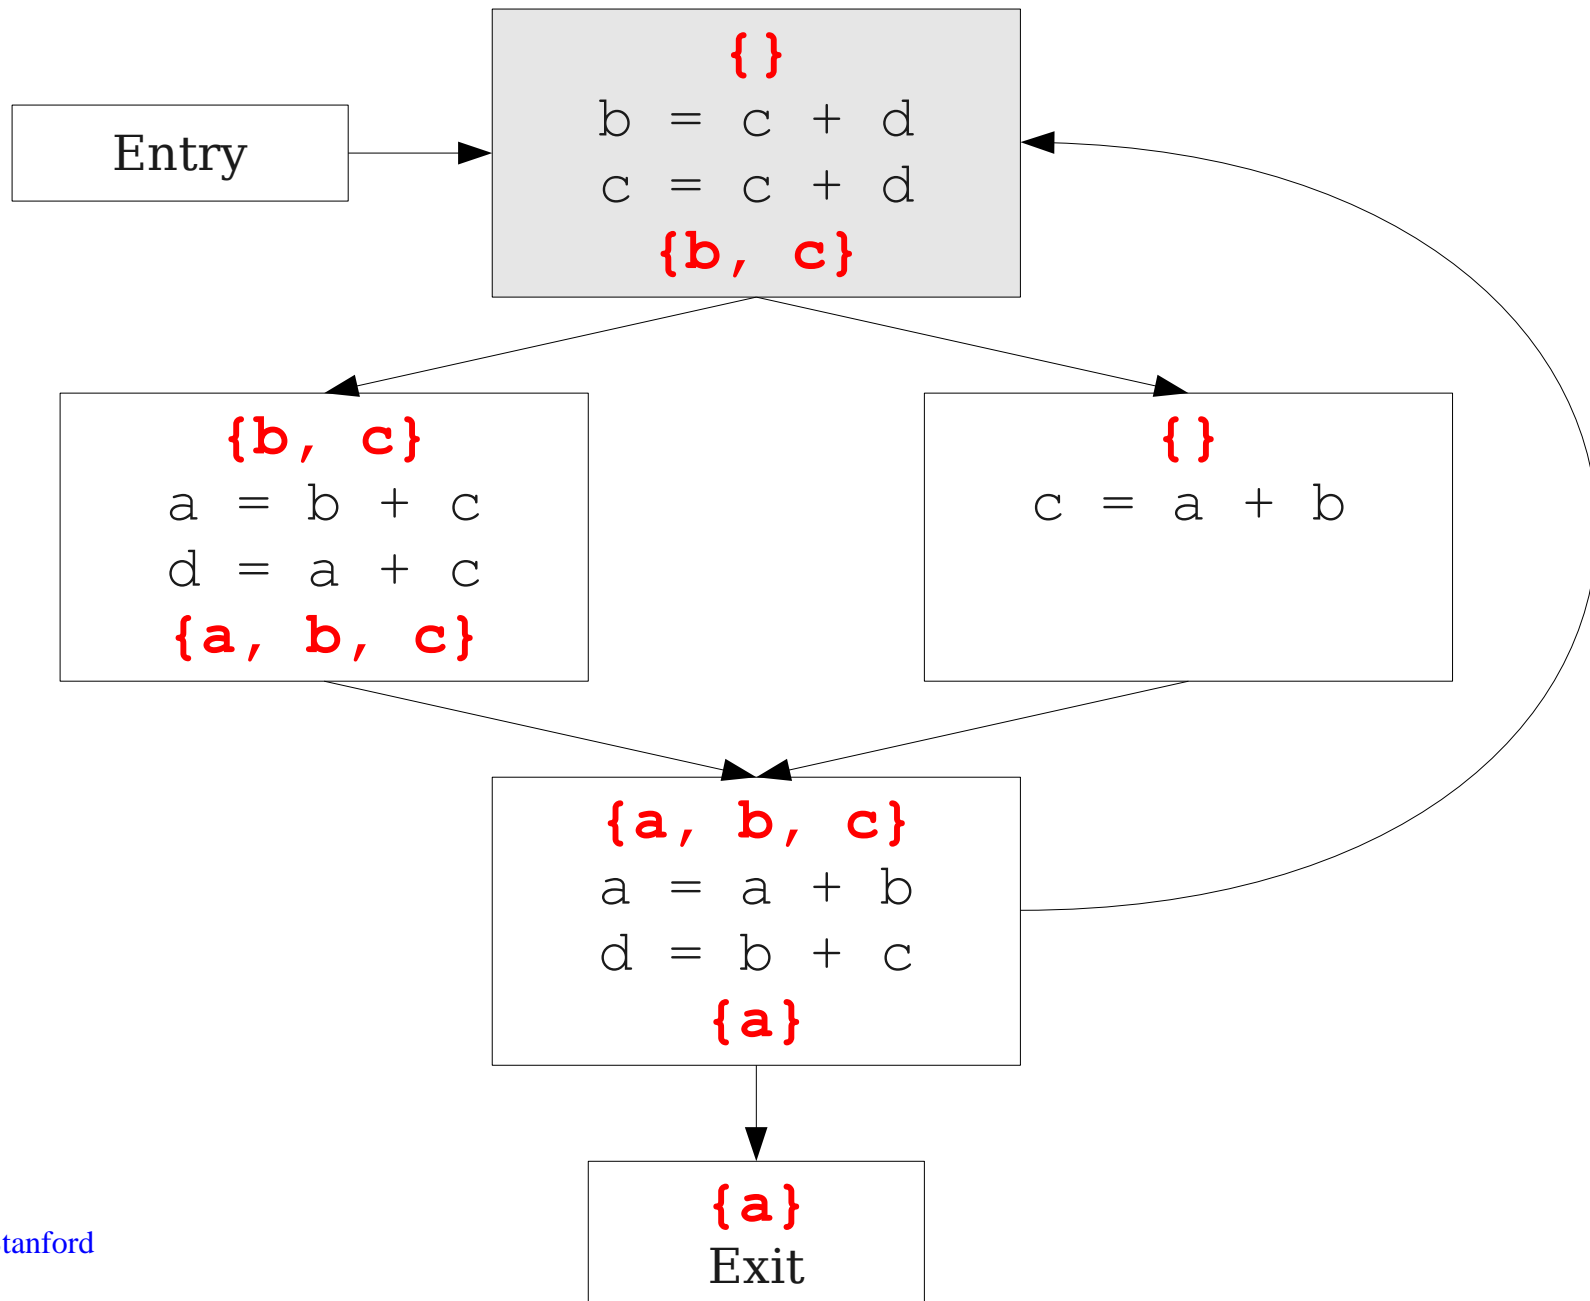 {}
b = c + d
c = c + d
{b, c}
Entry
{b, c}
a = b + c
d = a + c
{a, b, c}
{}
c = a + b
{a, b, c}
a = a + b
d = b + c
{a}
{a}
Exit
tanford